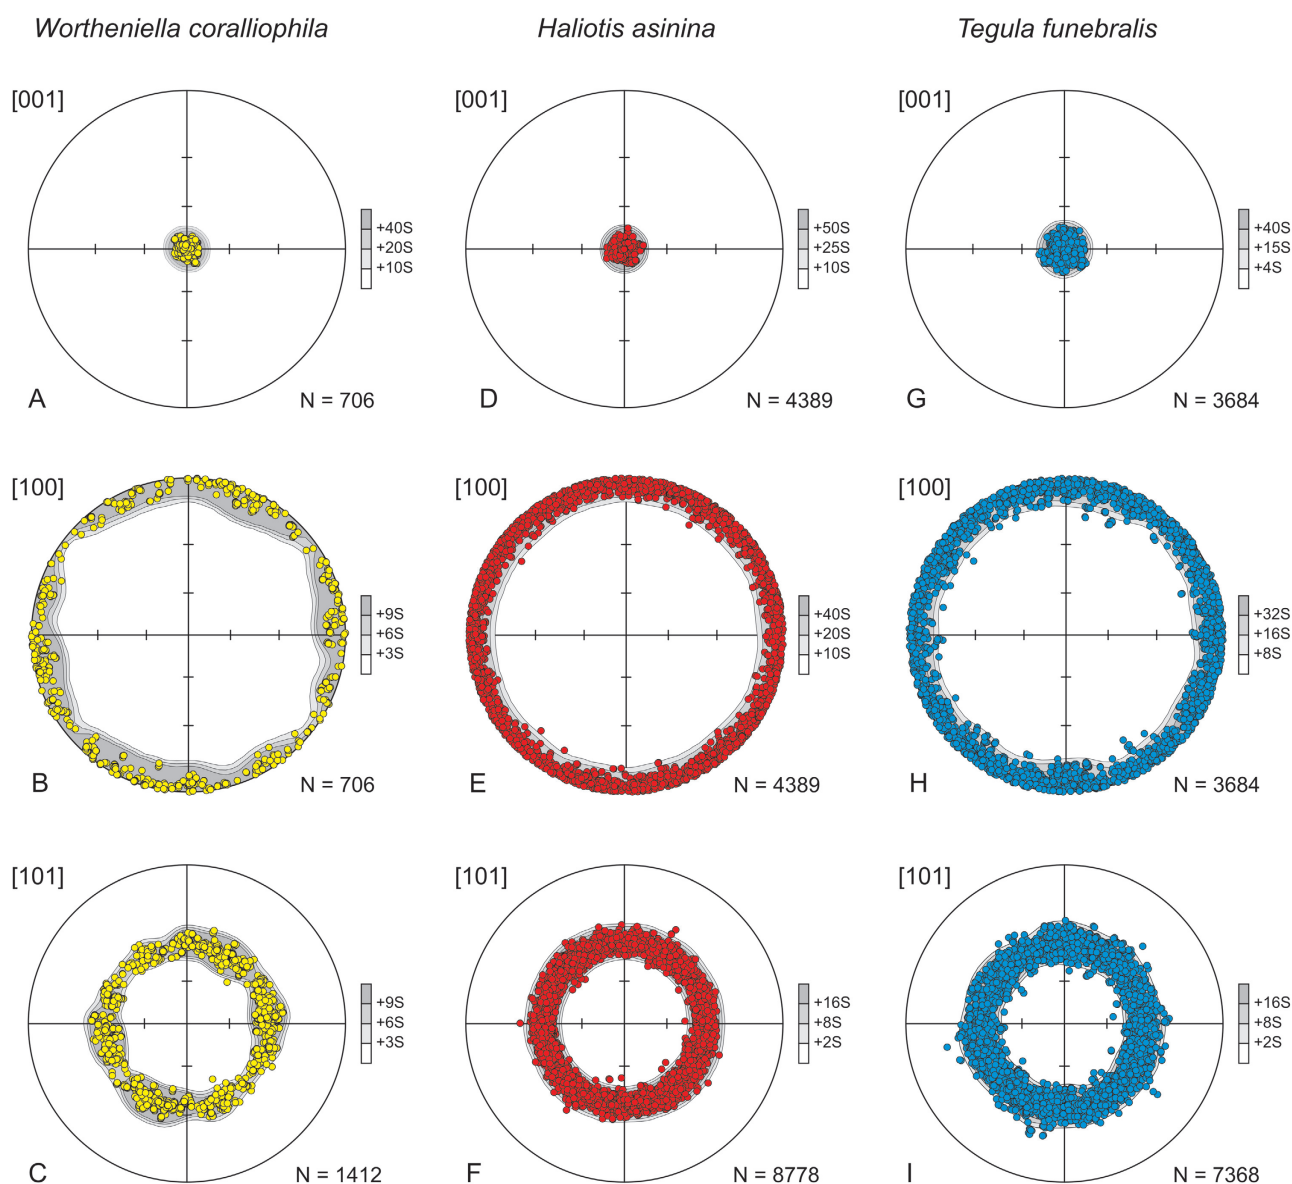 Wortheniella coralliophila
Haliotis asinina
Tegula funebralis
[001]
+40S
+20S
+10S
A
N = 706
[001]
+50S
+25S
+10S
D
N = 4389
[001]
+40S
+15S
+4S
G
N = 3684
[100]
+9S
+6S
+3S
B
N = 706
[100]
+40S
+20S
+10S
E
N = 4389
[100]
+32S
+16S
+8S
H
N = 3684
[101]
+9S
+6S
+3S
C
N = 1412
[101]
+16S
+8S
+2S
F
N = 8778
[101]
+16S
+8S
+2S
I
N = 7368